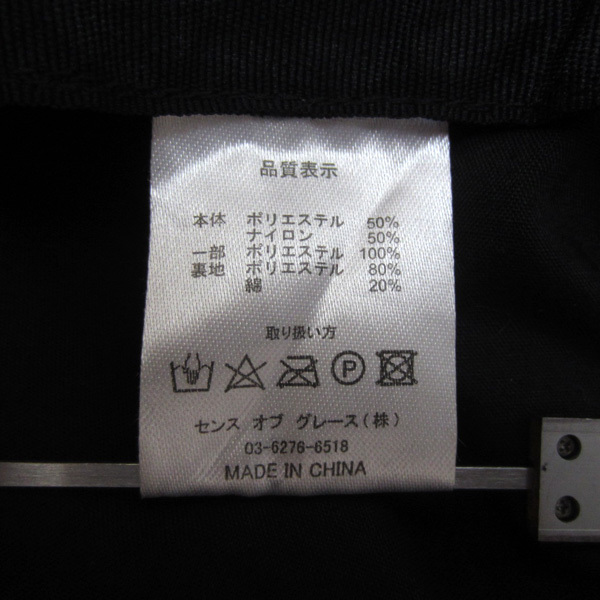 品質表示
本体 ポリエステル 50%
ナイロン 50%
一部 ポリエステル 100%
裏地 ポリエステル 80%
綿 20%
取り扱い方
P
センス オブ グレース(株)
03-6276-6518
MADE IN CHINA